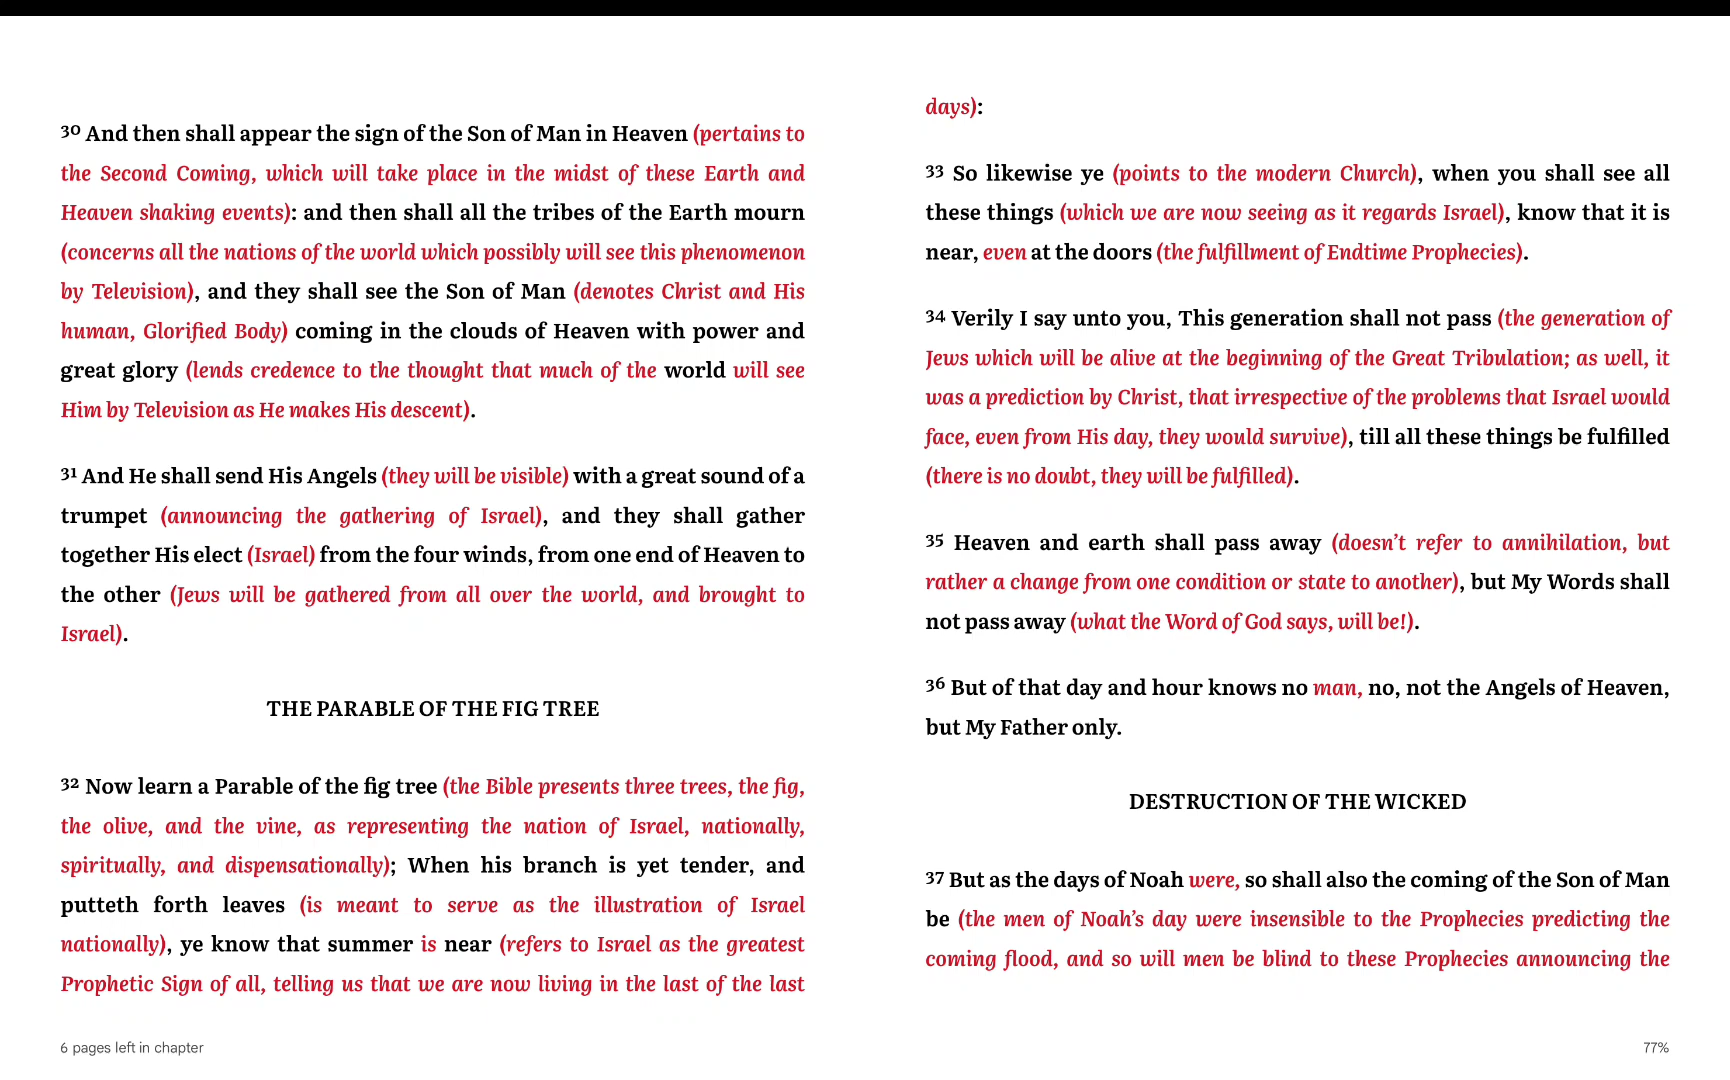 30 And then shall appear the sign of the Son of Man in Heaven (pertains to
the Second Coming, which will take place in the midst of these Earth and
Heaven shaking events): and then shall all the tribes of the Earth mourn
(concerns all the nations of the world which possibly will see this phenomenon
by Television), and they shall see the Son of Man (denotes Christ and His
human, Glorified Body) coming in the clouds of Heaven with power and
great glory (lends credence to the thought that much of the world will see
Him by Television as He makes His descent).
31 And He shall send His Angels (they will be visible) with a great sound of a
trumpet (announcing the gathering of Israel), and they shall gather
together His elect (Israel) from the four winds, from one end of Heaven to
the other (Jews will be gathered from all over the world, and brought to
Israel).
THE PARABLE OF THE FIG TREE
32 Now learn a Parable of the fig tree (the Bible presents three trees, the fig,
the olive, and the vine, as representing the nation of Israel, nationally,
spiritually, and dispensationally); When his branch is yet tender, and
putteth forth leaves (is meant to serve as the illustration of Israel
nationally), ye know that summer is near (refers to Israel as the greatest
Prophetic Sign of all, telling us that we are now living in the last of the last
days):
33 So likewise ye (points to the modern Church), when you shall see all
these things (which we are now seeing as it regards Israel), know that it is
near, even at the doors (the fulfillment of Endtime Prophecies).
34 Verily I say unto you, This generation shall not pass (the generation of
Jews which will be alive at the beginning of the Great Tribulation; as well, it
was a prediction by Christ, that irrespective of the problems that Israel would
face, even from His day, they would survive), till all these things be fulfilled
(there is no doubt, they will be fulfilled).
35 Heaven and earth shall pass away (doesn't refer to annihilation, but
rather a change from one condition or state to another), but My Words shall
not pass away (what the Word of God says, will be!).
36 But of that day and hour knows no man, no, not the Angels of Heaven,
but My Father only.
DESTRUCTION OF THE WICKED
37 But as the days of Noah were, so shall also the coming of the Son of Man
be (the men of Noah's day were insensible to the Prophecies predicting the
coming flood, and so will men be blind to these Prophecies announcing the
6 pages left in chapter
77%